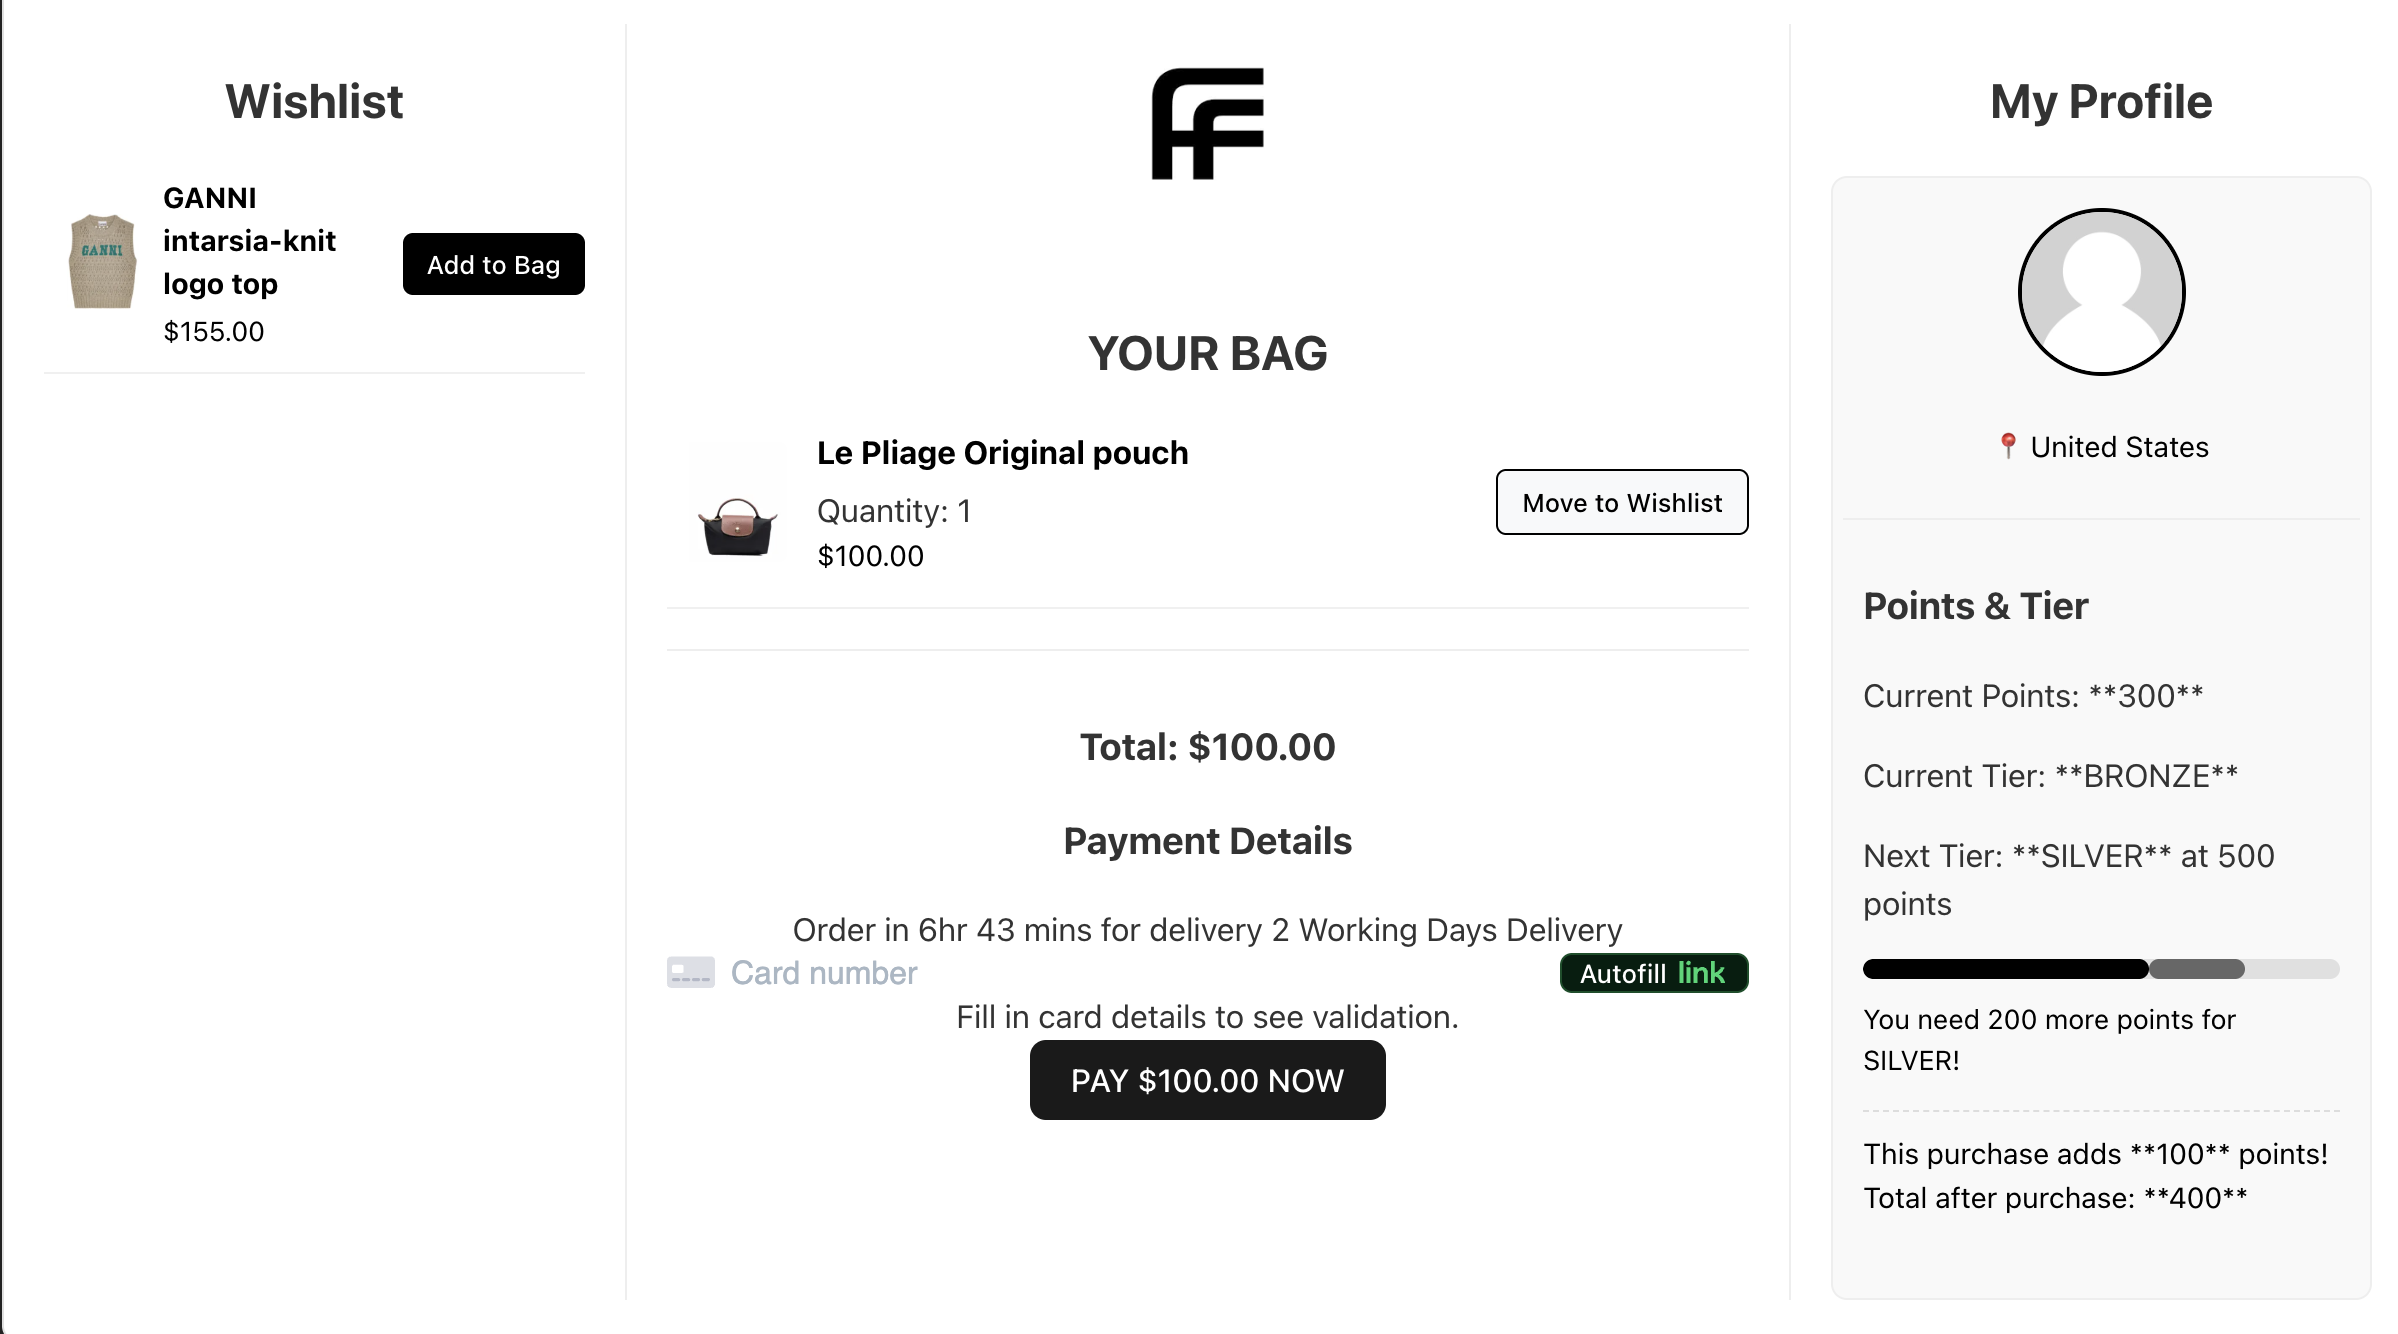 Wishlist
GANNI
intarsia-knit
logo top
$155.00
GANNI
Add to Bag
YOUR BAG
Le Pliage Original pouch
Quantity: 1
$100.00
Move to Wishlist
Total: $100.00
Payment Details
Order in 6hr 43 mins for delivery 2 Working Days Delivery
Card number
Autofill link
Fill in card details to see validation.
PAY $100.00 NOW
My Profile
United States
Points & Tier
Current Points: **300**
Current Tier: **BRONZE**
Next Tier: **SILVER** at 500
points
You need 200 more points for
SILVER!
This purchase adds **100** points!
Total after purchase: **400**